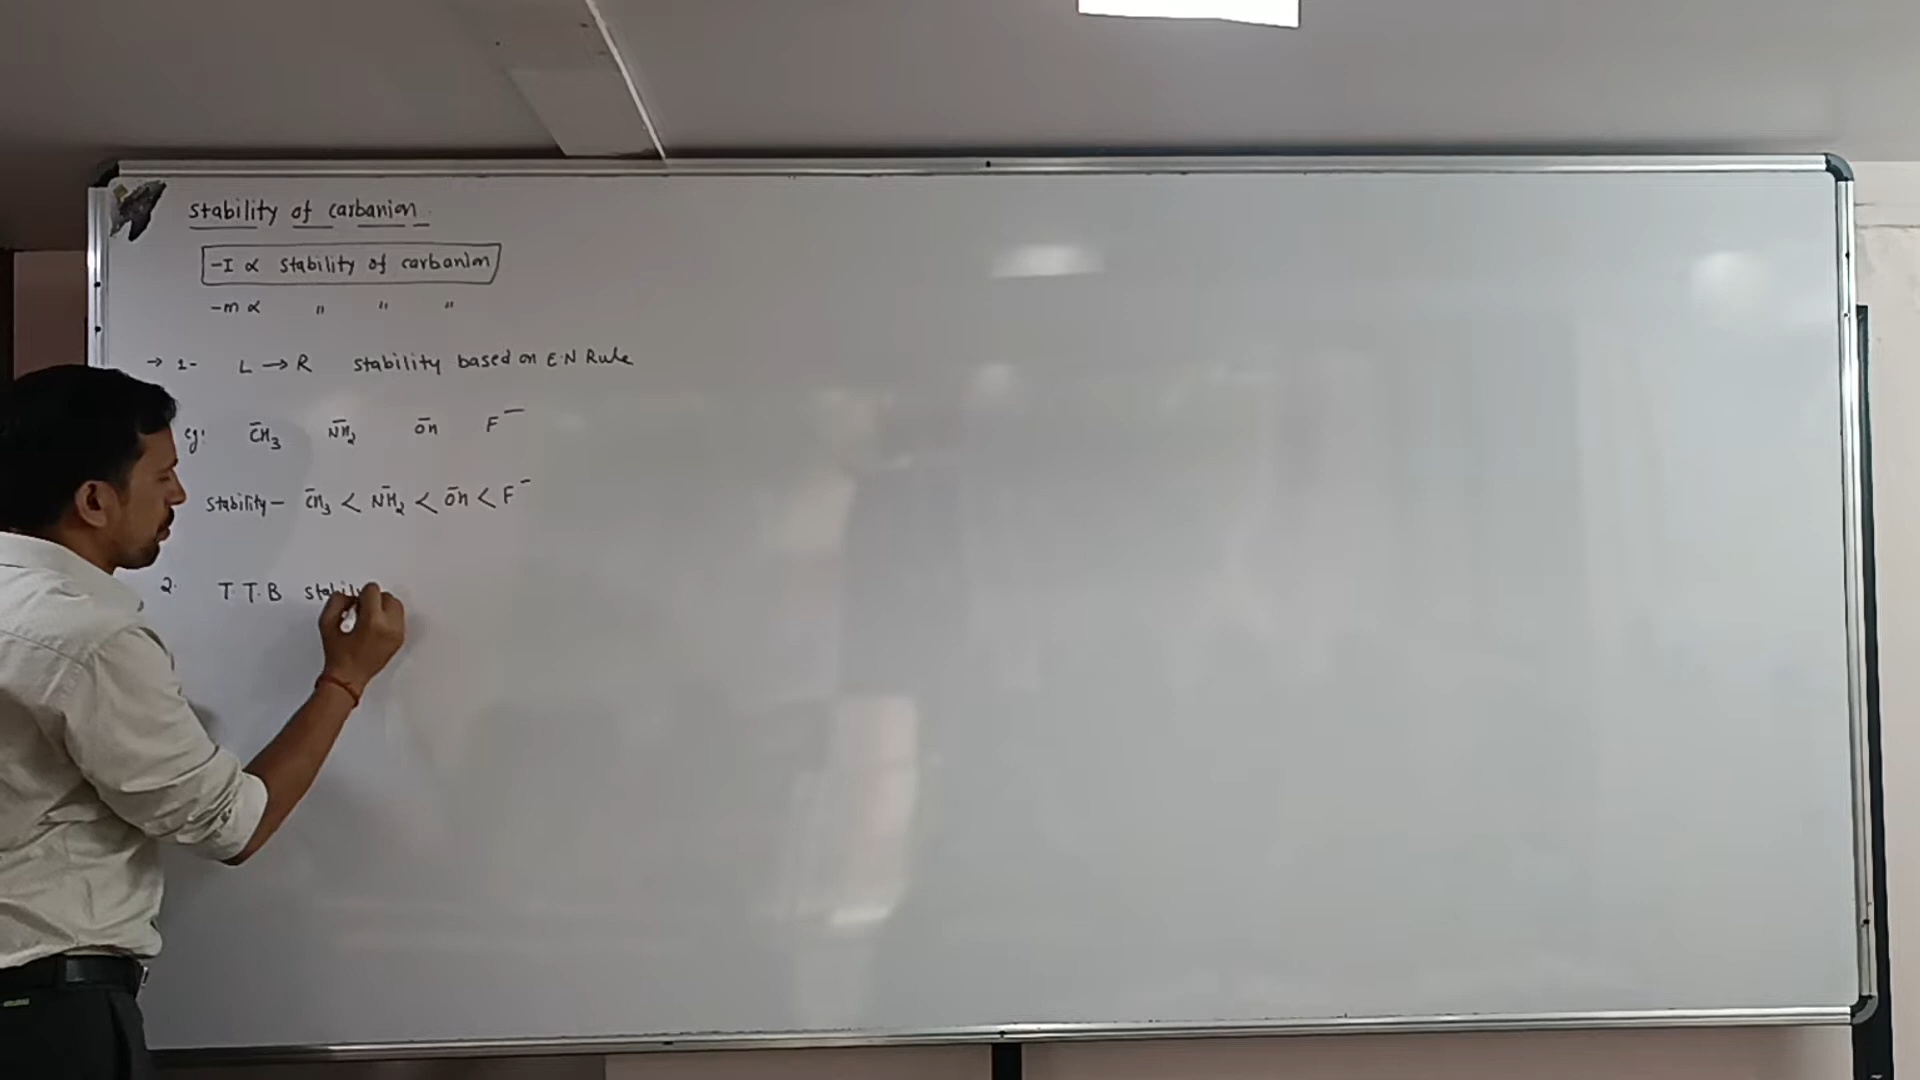 Stability of carbanion
-I ∝ stability of carbanion
-m ∝ " " "
→ 1- L → R stability based on E.N Rule
eg: C̄H₃ N̄H₂ ŌH F⁻
Stability- C̄H₃ < N̄H₂ < ŌH < F⁻
2. T.T.B